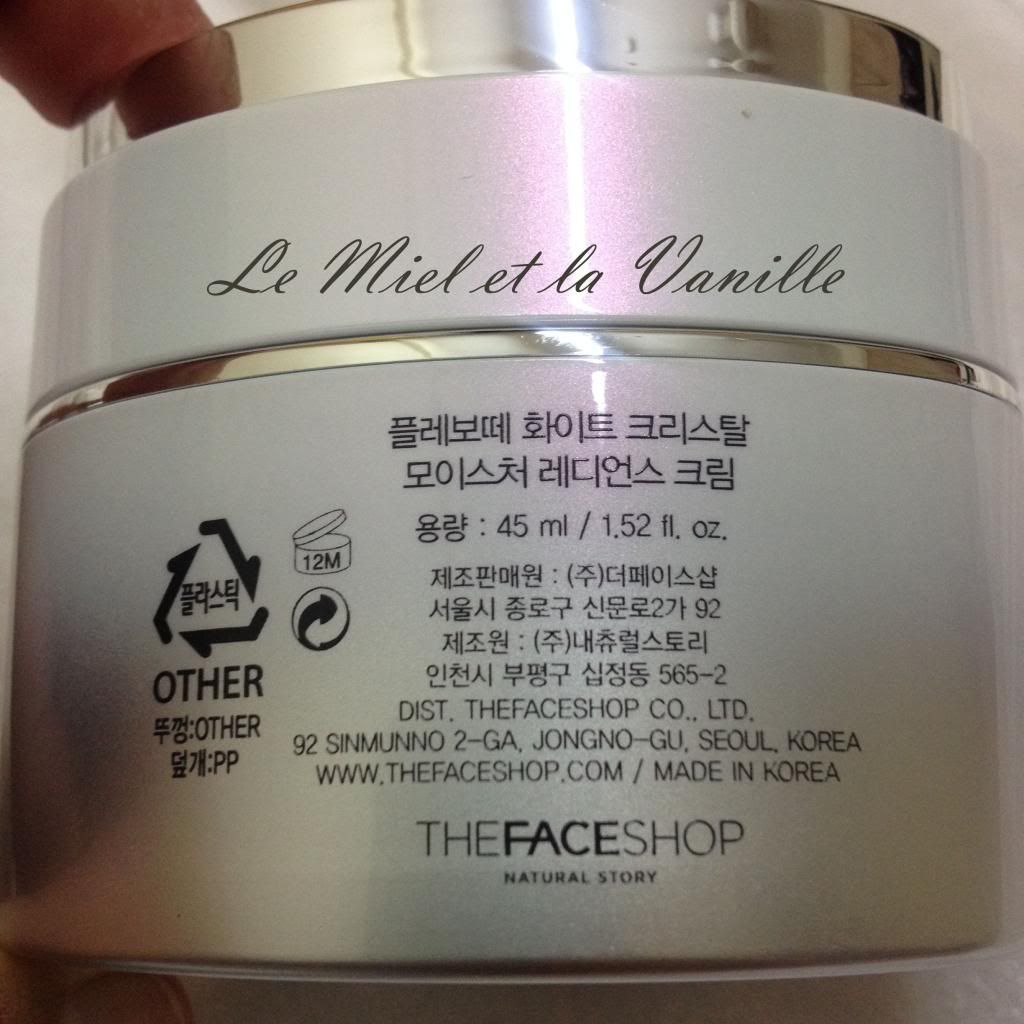 Le Miel et la Vanille
플레보떼 화이트 크리스탈
모이스처 레디언스 크림
용량 : 45 ml / 1.52 fl. oz.
제조판매원 : (주)더페이스샵
서울시 종로구 신문로2가 92
제조원 : (주)내츄럴스토리
인천시 부평구 십정동 565-2
DIST. THEFACESHOP CO., LTD.
92 SINMUNNO 2-GA, JONGNO-GU, SEOUL, KOREA
WWW.THEFACESHOP.COM / MADE IN KOREA
THEFACESHOP
NATURAL STORY
플라스틱
OTHER
뚜껑:OTHER
덮개:PP
12M